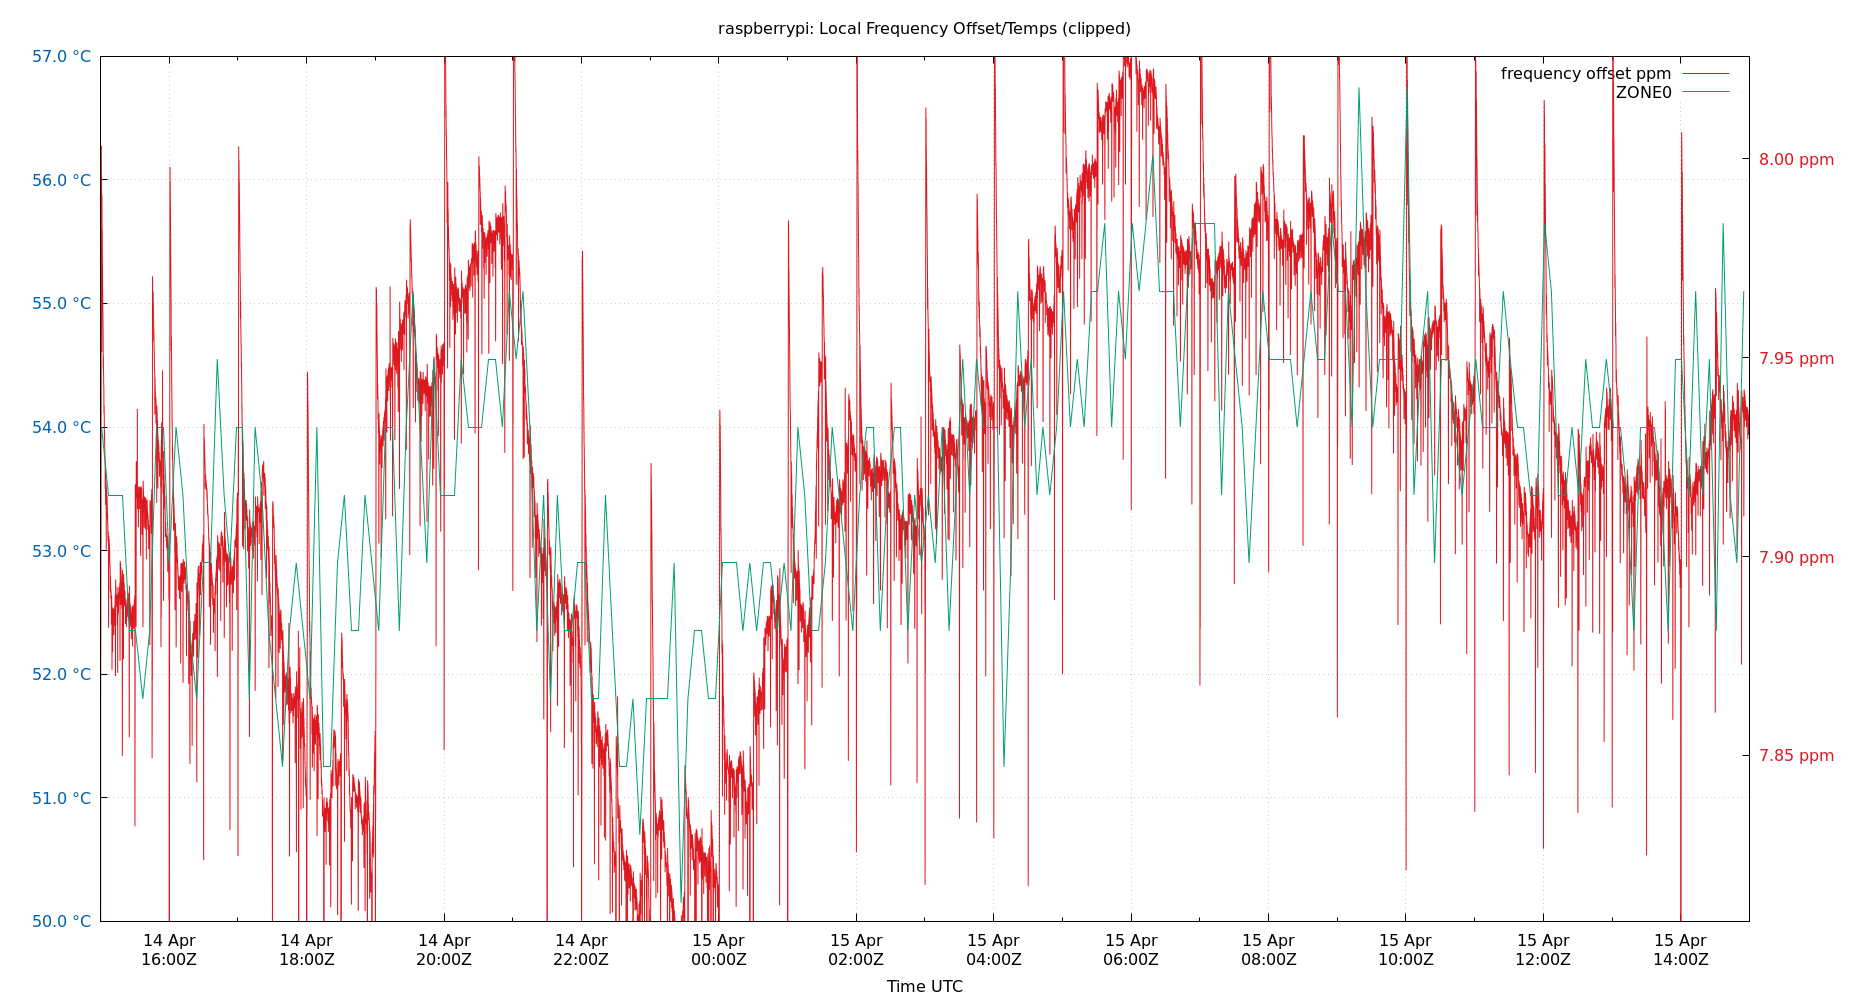 raspberrypi: Local Frequency Offset/Temps (clipped)
frequency offset ppm
ZONE0
57.0 °C
56.0 °C
55.0 °C
54.0 °C
53.0 °C
52.0 °C
51.0 °C
50.0 °C
8.00 ppm
7.95 ppm
7.90 ppm
7.85 ppm
14 Apr
16:00Z
14 Apr
18:00Z
14 Apr
20:00Z
14 Apr
22:00Z
15 Apr
00:00Z
15 Apr
02:00Z
15 Apr
04:00Z
15 Apr
06:00Z
15 Apr
08:00Z
15 Apr
10:00Z
15 Apr
12:00Z
15 Apr
14:00Z
Time UTC